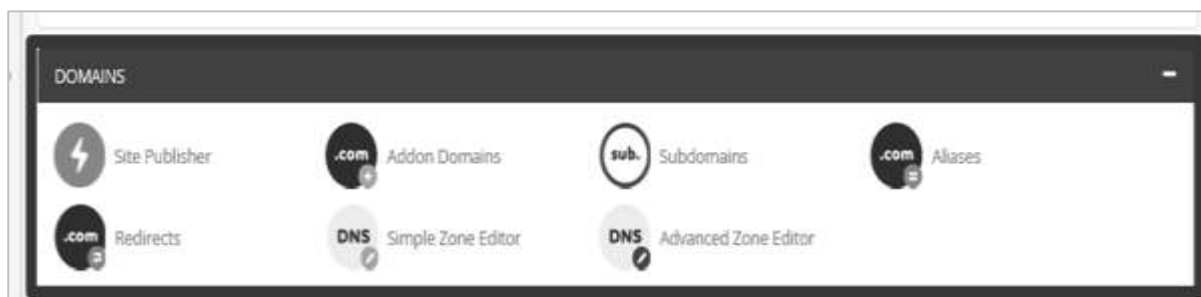 DOMAINS
Site Publisher
.com Addon Domains
sub. Subdomains
.com Aliases
.com Redirects
DNS Simple Zone Editor
DNS Advanced Zone Editor